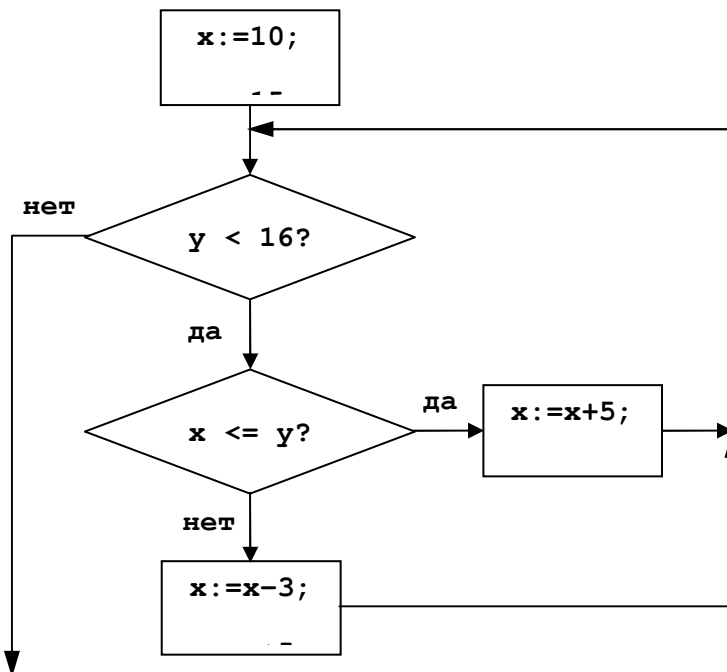 x:=10;
нет
y < 16?
да
x <= y?
да
x:=x+5;
нет
x:=x-3;